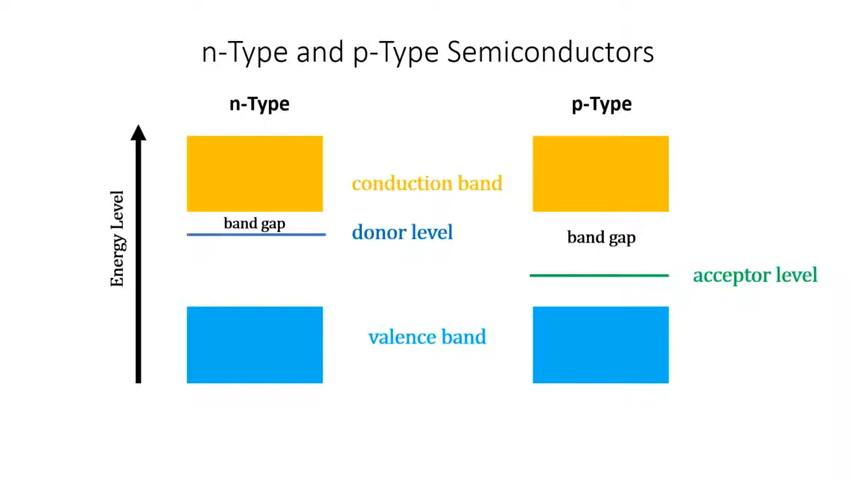 n-Type and p-Type Semiconductors
n-Type
p-Type
Energy Level
conduction band
band gap
donor level
band gap
acceptor level
valence band